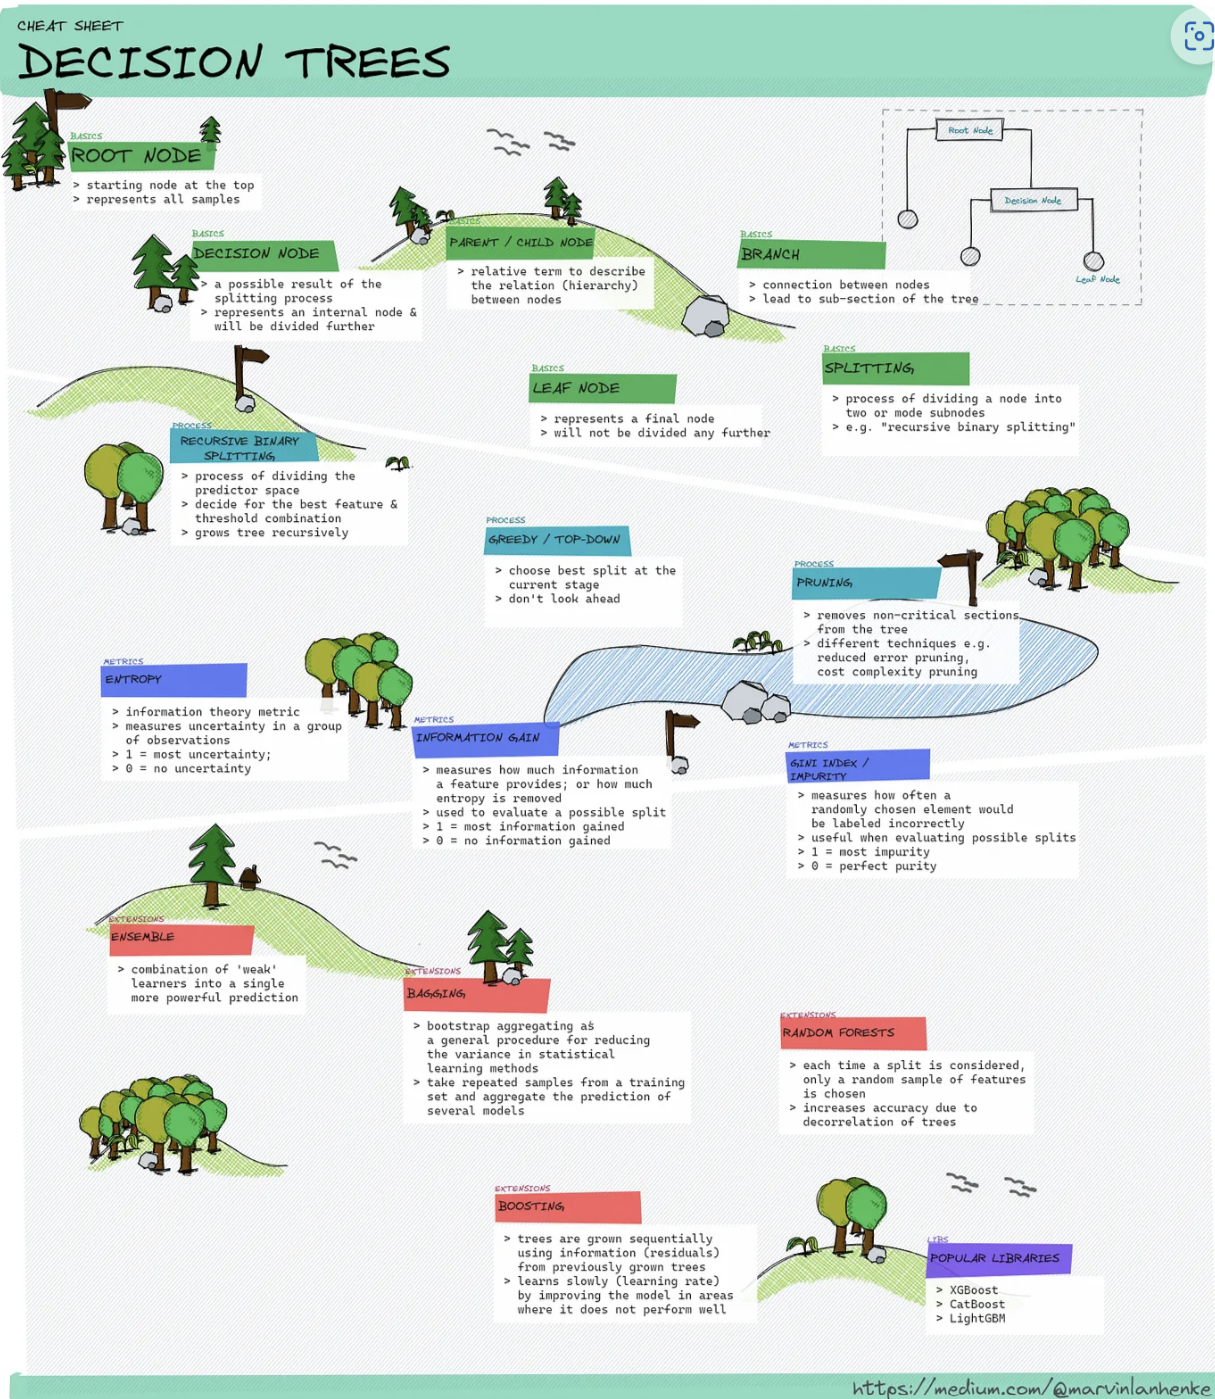 CHEAT SHEET
DECISION TREES
BASICS
ROOT NODE
> starting node at the top
> represents all samples
Root Node
Decision Node
Leaf Node
BASICS
DECISION NODE
> a possible result of the
splitting process
> represents an internal node &
will be divided further
BASICS
PARENT / CHILD NODE
> relative term to describe
the relation (hierarchy)
between nodes
BASICS
BRANCH
> connection between nodes
> lead to sub-section of the tree
BASICS
LEAF NODE
> represents a final node
> will not be divided any further
BASICS
SPLITTING
> process of dividing a node into
two or mode subnodes
> e.g. "recursive binary splitting"
PROCESS
RECURSIVE BINARY
SPLITTING
> process of dividing the
predictor space
> decide for the best feature &
threshold combination
> grows tree recursively
PROCESS
GREEDY / TOP-DOWN
> choose best split at the
current stage
> don't look ahead
PROCESS
PRUNING
> removes non-critical sections
from the tree
> different techniques e.g.
reduced error pruning,
cost complexity pruning
METRICS
ENTROPY
> information theory metric
> measures uncertainty in a group
of observations
> 1 = most uncertainty;
> 0 = no uncertainty
METRICS
INFORMATION GAIN
> measures how much information
a feature provides; or how much
entropy is removed
> used to evaluate a possible split
> 1 = most information gained
> 0 = no information gained
METRICS
GINI INDEX /
IMPURITY
> measures how often a
randomly chosen element would
be labeled incorrectly
> useful when evaluating possible splits
> 1 = most impurity
> 0 = perfect purity
EXTENSIONS
ENSEMBLE
> combination of 'weak'
learners into a single
more powerful prediction
EXTENSIONS
BAGGING
> bootstrap aggregating as
a general procedure for reducing
the variance in statistical
learning methods
> take repeated samples from a training
set and aggregate the prediction of
several models
EXTENSIONS
RANDOM FORESTS
> each time a split is considered,
only a random sample of features
is chosen
> increases accuracy due to
decorrelation of trees
EXTENSIONS
BOOSTING
> trees are grown sequentially
using information (residuals)
from previously grown trees
> learns slowly (learning rate)
by improving the model in areas
where it does not perform well
LIBS
POPULAR LIBRARIES
> XGBoost
> CatBoost
> LightGBM
https://medium.com/@marvinlanhenke